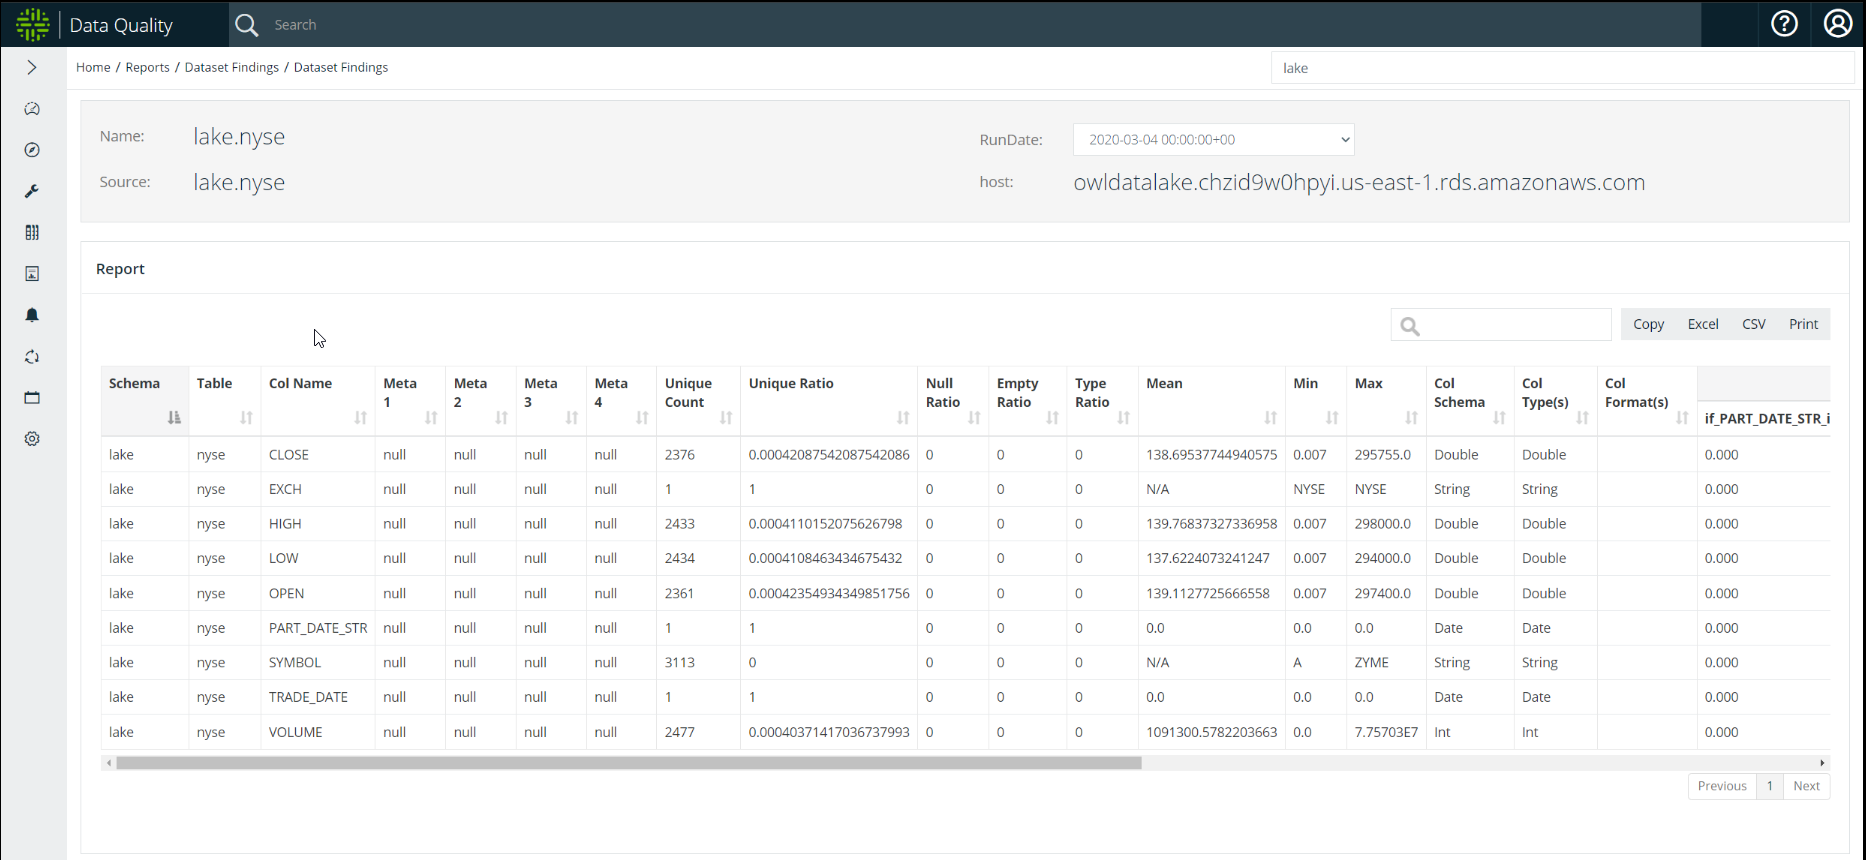 Data Quality
Search
Home / Reports / Dataset Findings / Dataset Findings
lake
Name: lake.nyse RunDate: 2020-03-04 00:00:00+00
Source: lake.nyse host: owldatalake.chzid9w0hpyi.us-east-1.rds.amazonaws.com
Report
Copy Excel CSV Print
Schema Table Col Name Meta 1 Meta 2 Meta 3 Meta 4 Unique Count Unique Ratio Null Ratio Empty Ratio Type Ratio Mean Min Max Col Schema Col Type(s) Col Format(s) if_PART_DATE_STR_i
lake nyse CLOSE null null null null 2376 0.00042087542087542086 0 0 0 138.69537744940575 0.007 295755.0 Double Double 0.000
lake nyse EXCH null null null null 1 1 0 0 0 N/A NYSE NYSE String String 0.000
lake nyse HIGH null null null null 2433 0.0004110152075626798 0 0 0 139.76837327336958 0.007 298000.0 Double Double 0.000
lake nyse LOW null null null null 2434 0.0004108463434675432 0 0 0 137.6224073241247 0.007 294000.0 Double Double 0.000
lake nyse OPEN null null null null 2361 0.00042354934349851756 0 0 0 139.1127725666558 0.007 297400.0 Double Double 0.000
lake nyse PART_DATE_STR null null null null 1 1 0 0 0 0.0 0.0 0.0 Date Date 0.000
lake nyse SYMBOL null null null null 3113 0 0 0 0 N/A A ZYME String String 0.000
lake nyse TRADE_DATE null null null null 1 1 0 0 0 0.0 0.0 0.0 Date Date 0.000
lake nyse VOLUME null null null null 2477 0.00040371417036737993 0 0 0 1091300.5782203663 0.0 7.75703E7 Int Int 0.000
Previous 1 Next